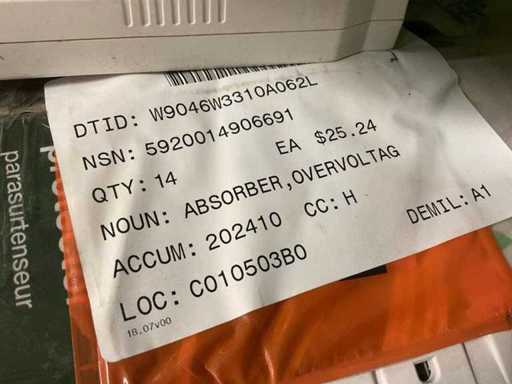 DTID: W9046W3310A062L
NSN: 5920014906691
QTY: 14 EA $25.24
NOUN: ABSORBER,OVERVOLTAG
ACCUM: 202410 CC: H DEMIL: A1
LOC: CO10503B0
18.07v00
parasurtenseur